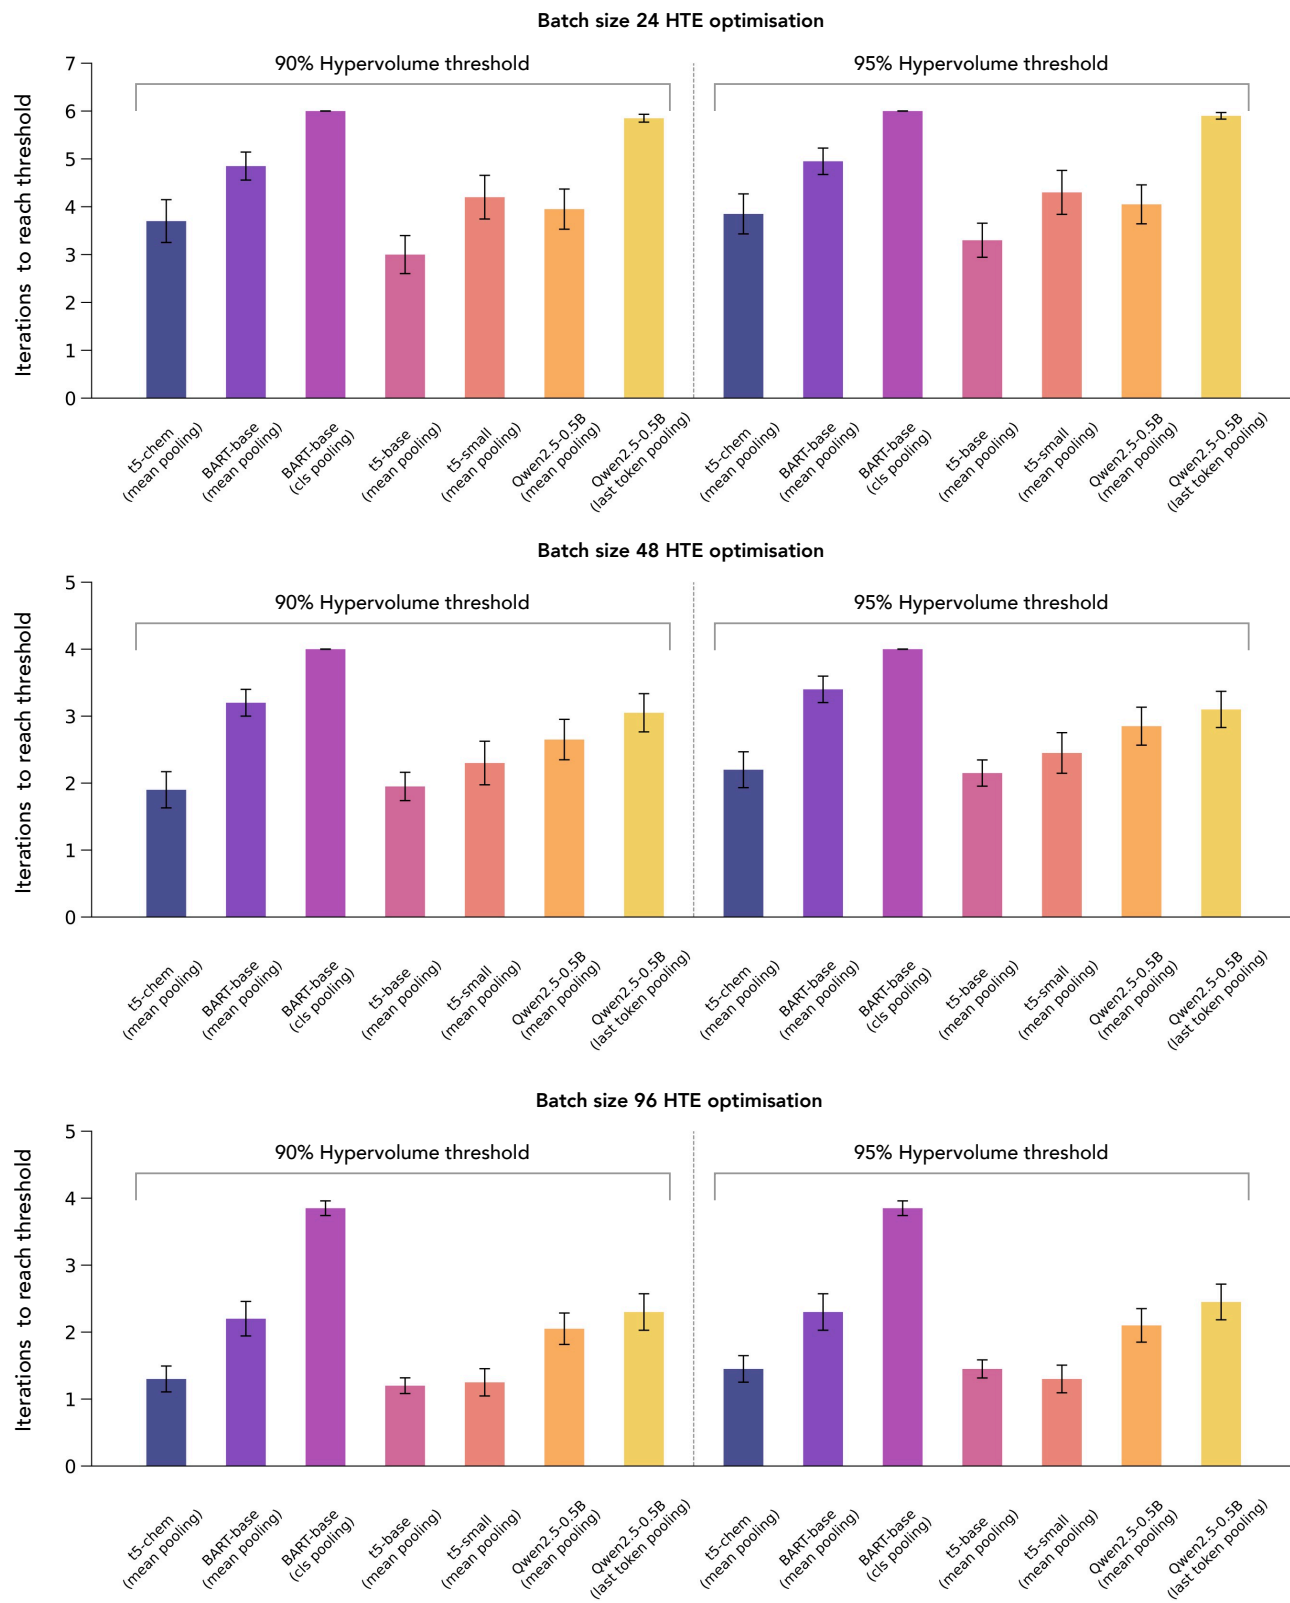 Batch size 24 HTE optimisation
90% Hypervolume threshold
95% Hypervolume threshold
Iterations to reach threshold
7
6
5
4
3
2
1
0
t5-chem
(mean pooling)
BART-base
(mean pooling)
BART-base
(cls pooling)
t5-base
(mean pooling)
t5-small
(mean pooling)
Qwen2.5-0.5B
(mean pooling)
Qwen2.5-0.5B
(last token pooling)
t5-chem
(mean pooling)
BART-base
(mean pooling)
BART-base
(cls pooling)
t5-base
(mean pooling)
t5-small
(mean pooling)
Qwen2.5-0.5B
(mean pooling)
Qwen2.5-0.5B
(last token pooling)
Batch size 48 HTE optimisation
90% Hypervolume threshold
95% Hypervolume threshold
Iterations to reach threshold
5
4
3
2
1
0
t5-chem
(mean pooling)
BART-base
(mean pooling)
BART-base
(cls pooling)
t5-base
(mean pooling)
t5-small
(mean pooling)
Qwen2.5-0.5B
(mean pooling)
Qwen2.5-0.5B
(last token pooling)
t5-chem
(mean pooling)
BART-base
(mean pooling)
BART-base
(cls pooling)
t5-base
(mean pooling)
t5-small
(mean pooling)
Qwen2.5-0.5B
(mean pooling)
Qwen2.5-0.5B
(last token pooling)
Batch size 96 HTE optimisation
90% Hypervolume threshold
95% Hypervolume threshold
Iterations to reach threshold
5
4
3
2
1
0
t5-chem
(mean pooling)
BART-base
(mean pooling)
BART-base
(cls pooling)
t5-base
(mean pooling)
t5-small
(mean pooling)
Qwen2.5-0.5B
(mean pooling)
Qwen2.5-0.5B
(last token pooling)
t5-chem
(mean pooling)
BART-base
(mean pooling)
BART-base
(cls pooling)
t5-base
(mean pooling)
t5-small
(mean pooling)
Qwen2.5-0.5B
(mean pooling)
Qwen2.5-0.5B
(last token pooling)